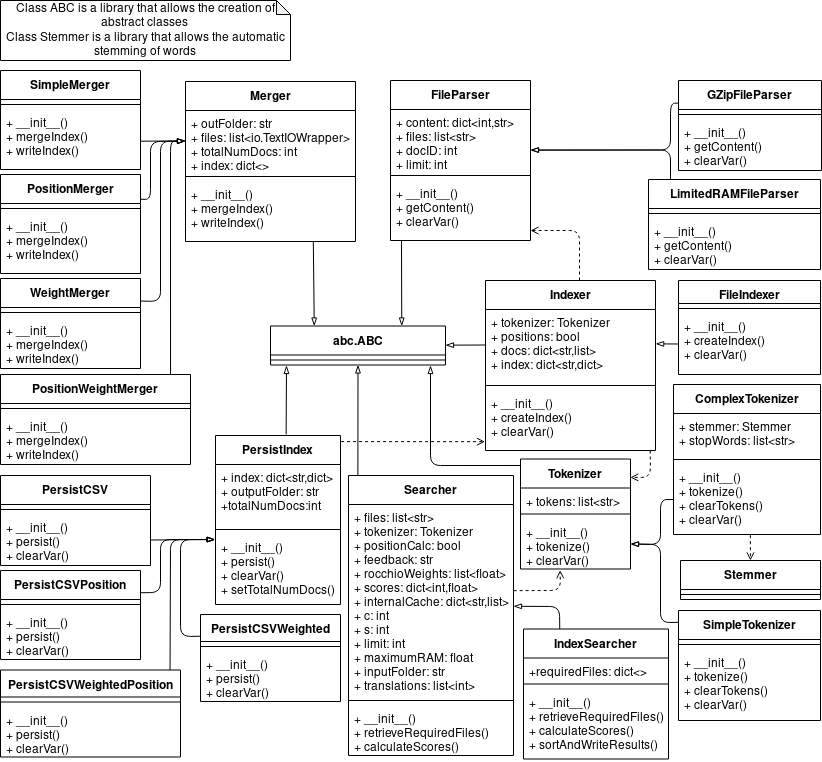 Class ABC is a library that allows the creation of
abstract classes
Class Stemmer is a library that allows the automatic
stemming of words
SimpleMerger
+ __init__()
+ mergeIndex()
+ writeIndex()
PositionMerger
+ __init__()
+ mergeIndex()
+ writeIndex()
WeightMerger
+ __init__()
+ mergeIndex()
+ writeIndex()
PositionWeightMerger
+ __init__()
+ mergeIndex()
+ writeIndex()
Merger
+ outFolder: str
+ files: list<io.TextIOWrapper>
+ totalNumDocs: int
+ index: dict<>
+ __init__()
+ mergeIndex()
+ writeIndex()
FileParser
+ content: dict<int,str>
+ files: list<str>
+ docID: int
+ limit: int
+ __init__()
+ getContent()
+ clearVar()
GZipFileParser
+ __init__()
+ getContent()
+ clearVar()
LimitedRAMFileParser
+ __init__()
+ getContent()
+ clearVar()
abc.ABC
Indexer
+ tokenizer: Tokenizer
+ positions: bool
+ docs: dict<str,list>
+ index: dict<str,dict>
+ __init__()
+ createIndex()
+ clearVar()
FileIndexer
+ __init__()
+ createIndex()
+ clearVar()
ComplexTokenizer
+ stemmer: Stemmer
+ stopWords: list<str>
+ __init__()
+ tokenize()
+ clearTokens()
+ clearVar()
PersistIndex
+ index: dict<str,dict>
+ outputFolder: str
+totalNumDocs:int
+ __init__()
+ persist()
+ clearVar()
+ setTotalNumDocs()
Tokenizer
+ tokens: list<str>
+ __init__()
+ tokenize()
+ clearVar()
PersistCSV
+ __init__()
+ persist()
+ clearVar()
PersistCSVPosition
+ __init__()
+ persist()
+ clearVar()
PersistCSVWeighted
+ __init__()
+ persist()
+ clearVar()
PersistCSVWeightedPosition
+ __init__()
+ persist()
+ clearVar()
Searcher
+ files: list<str>
+ tokenizer: Tokenizer
+ positionCalc: bool
+ feedback: str
+ rocchioWeights: list<float>
+ scores: dict<int,float>
+ internalCache: dict<str,list>
+ c: int
+ s: int
+ limit: int
+ maximumRAM: float
+ inputFolder: str
+ translations: list<int>
+ __init__()
+ retrieveRequiredFiles()
+ calculateScores()
Stemmer
SimpleTokenizer
+ __init__()
+ tokenize()
+ clearTokens()
+ clearVar()
IndexSearcher
+requiredFiles: dict<>
+ __init__()
+ retrieveRequiredFiles()
+ calculateScores()
+ sortAndWriteResults()